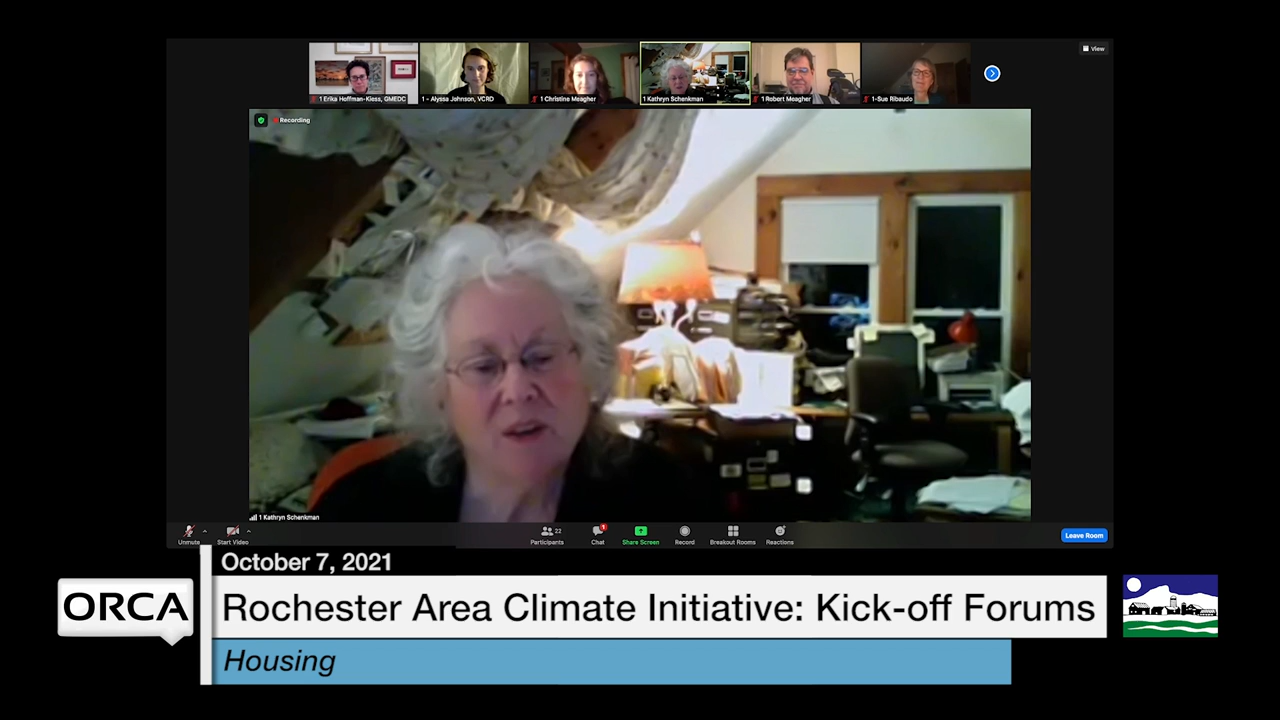 View
1 Erika Hoffman-Kiess, GMEDC
1 - Alyssa Johnson, VCRD
1 Christine Meagher
1 Kathryn Schenkman
1 Robert Meagher
1-Sue Ribaudo
Recording
1 Kathryn Schenkman
Unmute
Start Video
22
Participants
1
Chat
Share Screen
Record
Breakout Rooms
Reactions
Leave Room
October 7, 2021
ORCA
Rochester Area Climate Initiative: Kick-off Forums
Housing